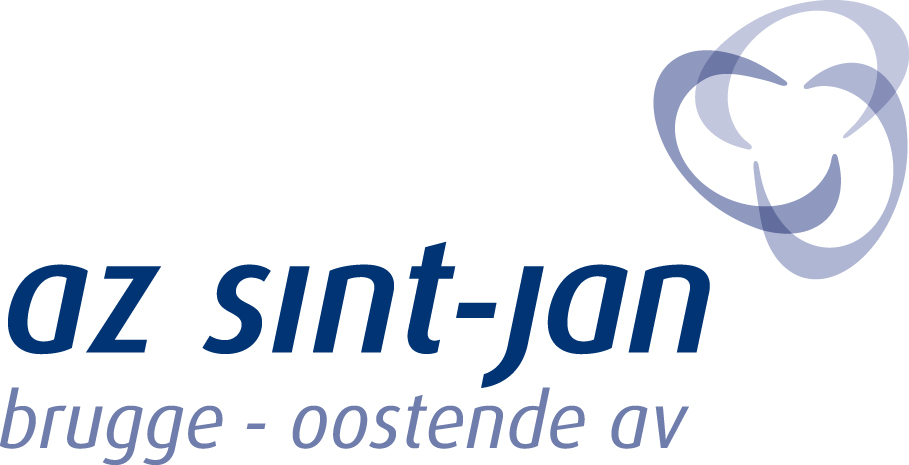 az sint-jan
brugge - oostende av